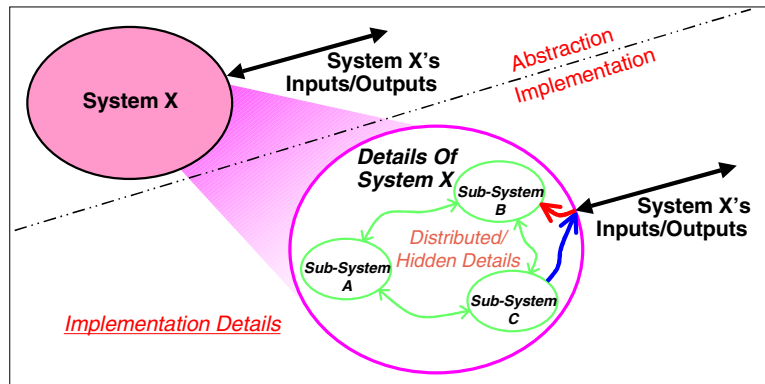 System X
System X's
Inputs/Outputs
Abstraction
Implementation
Details Of
System X
Sub-System
B
System X's
Inputs/Outputs
Distributed/
Hidden Details
Sub-System
A
Sub-System
C
Implementation Details